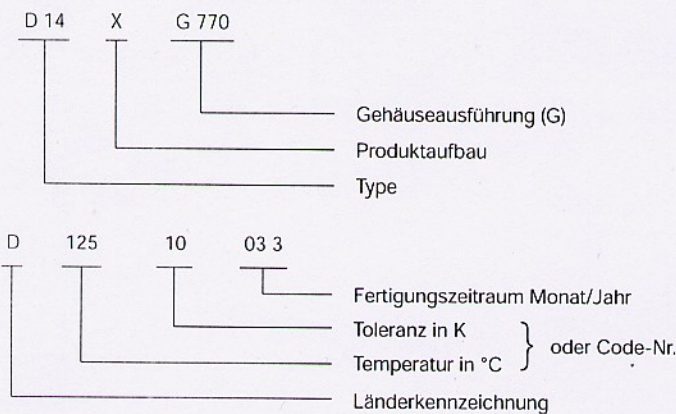 D 14 X G 770
Gehäuseausführung (G)
Produktaufbau
Type
D 125 10 03 3
Fertigungszeitraum Monat/Jahr
Toleranz in K
oder Code-Nr.
Temperatur in °C
Länderkennzeichnung